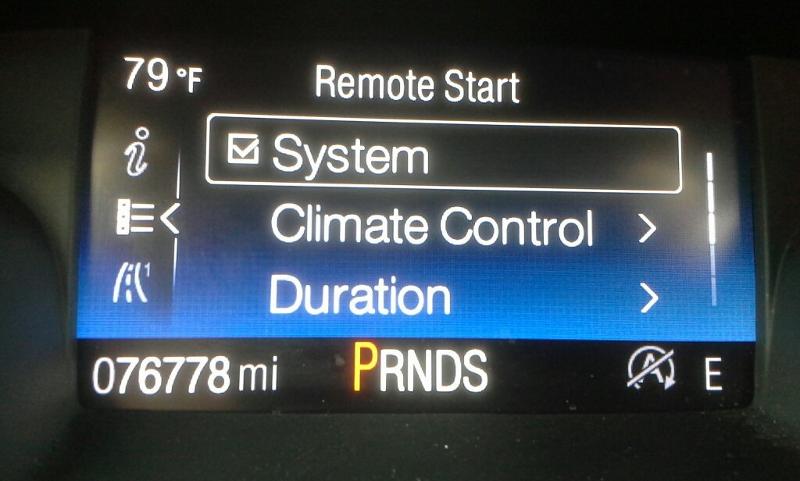 79 °F
Remote Start
System
Climate Control
Duration
076778 mi PRNDS A E